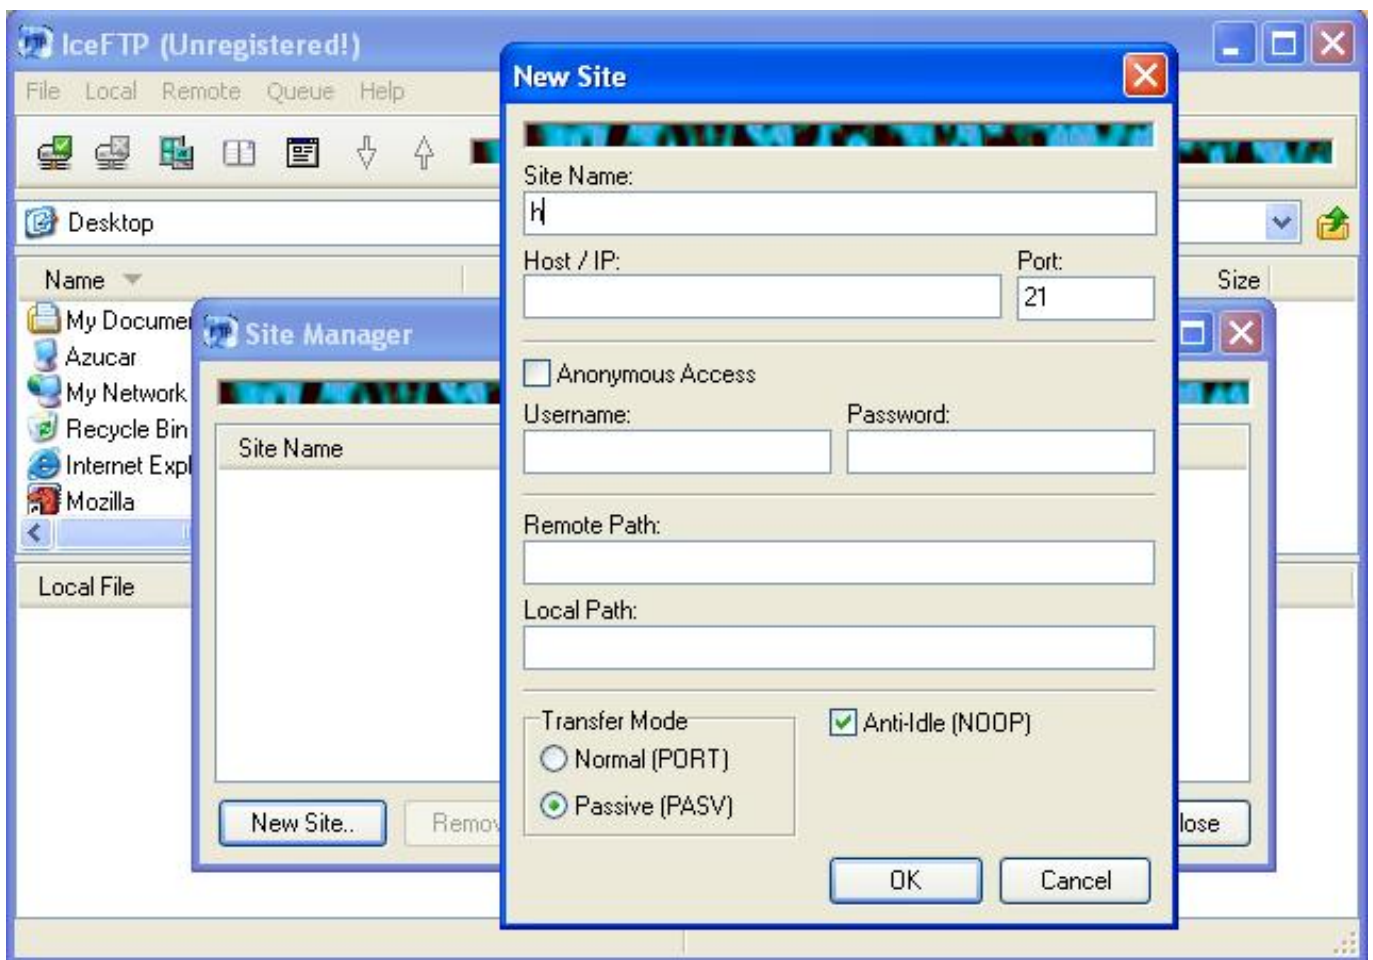 IceFTP (Unregistered!)
File Local Remote Queue Help
Desktop
Name Size
My Docume
Azucar
My Network
Recycle Bin
Internet Expl
Mozilla
Local File
Site Manager
Site Name
New Site..
Remov
lose
New Site
Site Name:
h
Host / IP: Port:
21
Anonymous Access
Username: Password:
Remote Path:
Local Path:
Transfer Mode
Normal (PORT)
Passive (PASV)
Anti-Idle (NOOP)
OK Cancel